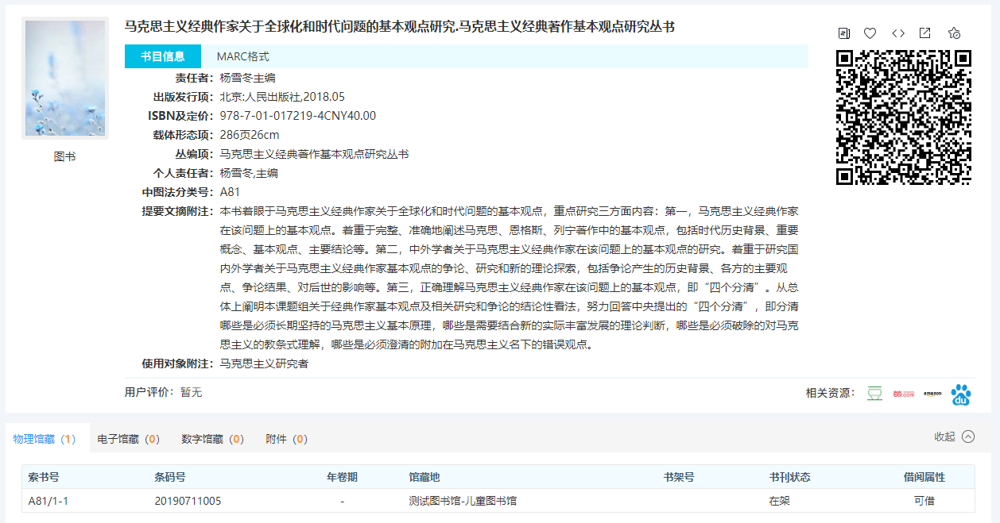 马克思主义经典作家关于全球化和时代问题的基本观点研究.马克思主义经典著作基本观点研究丛书
书目信息 MARC格式
责任者： 杨雪冬主编
出版发行项： 北京:人民出版社,2018.05
ISBN及定价： 978-7-01-017219-4CNY40.00
载体形态项： 286页26cm
丛编项： 马克思主义经典著作基本观点研究丛书
个人责任者： 杨雪冬,主编
中图法分类号： A81
提要文摘附注： 本书着眼于马克思主义经典作家关于全球化和时代问题的基本观点，重点研究三方面内容：第一，马克思主义经典作家
在该问题上的基本观点。着重于完整、准确地阐述马克思、恩格斯、列宁著作中的基本观点，包括时代历史背景、重要
概念、基本观点、主要结论等。第二，中外学者关于马克思主义经典作家在该问题上的基本观点的研究。着重于研究国
内外学者关于马克思主义经典作家基本观点的争论、研究和新的理论探索，包括争论产生的历史背景、各方的主要观
点、争论结果、对后世的影响等。第三，正确理解马克思主义经典作家在该问题上的基本观点，即“四个分清”。从总
体上阐明本课题组关于经典作家基本观点及相关研究和争论的结论性看法，努力回答中央提出的“四个分清”，即分清
哪些是必须长期坚持的马克思主义基本原理，哪些是需要结合新的实际丰富发展的理论判断，哪些是必须破除的对马克
思主义的教条式理解，哪些是必须澄清的附加在马克思主义名下的错误观点。
使用对象附注： 马克思主义研究者
图书
用户评价： 暂无
相关资源： amazon du
物理馆藏（1） 电子馆藏（0） 数字馆藏（0） 附件（0） 收起
索书号 条码号 年卷期 馆藏地 书架号 书刊状态 借阅属性
A81/1-1 20190711005 - 测试图书馆-儿童图书馆 在架 可借